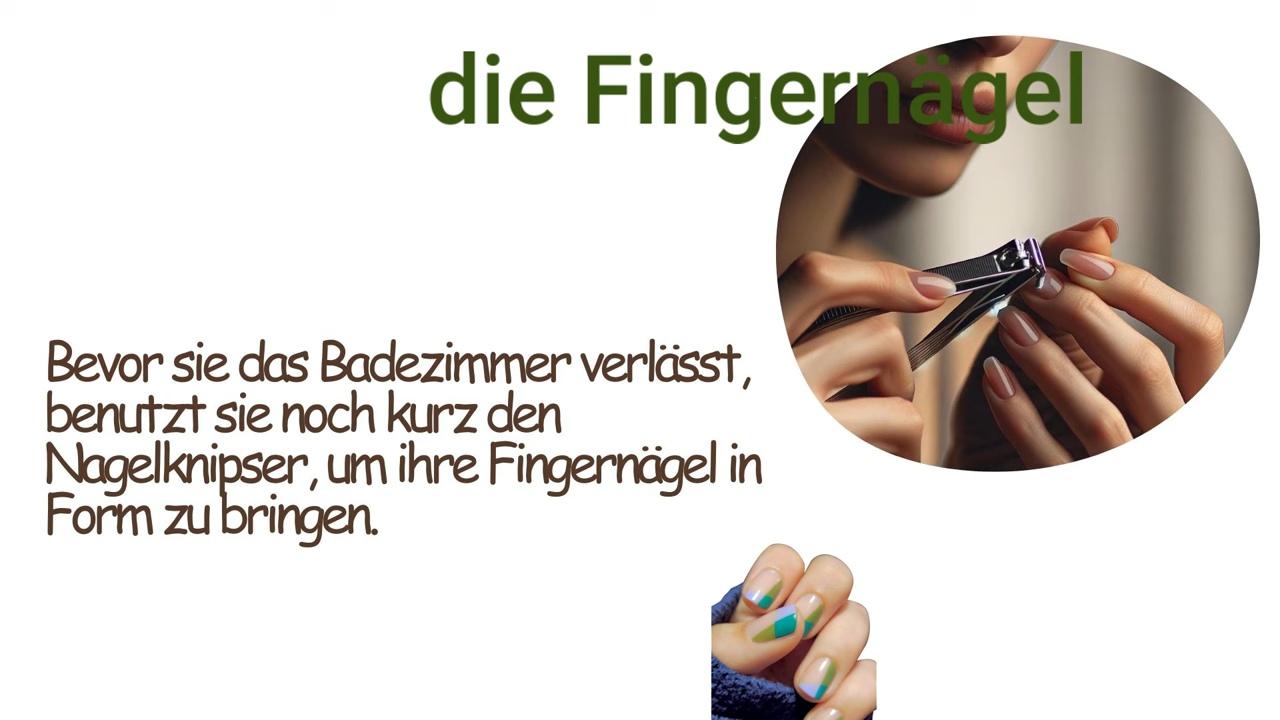 die Fingernägel
Bevor sie das Badezimmer verlässt,
benutzt sie noch kurz den
Nagelknipser, um ihre Fingernägel in
Form zu bringen.